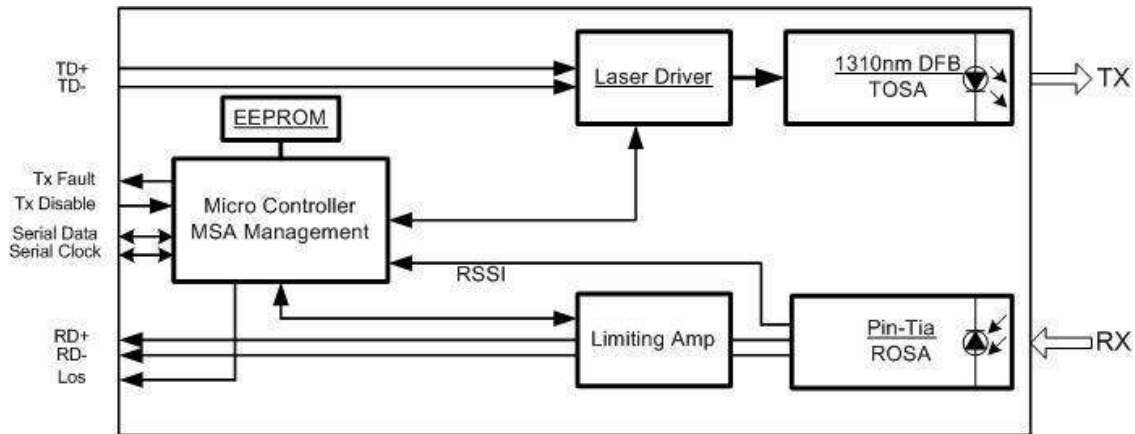 TD+
TD-
Laser Driver
1310nm DFB
TOSA
TX
EEPROM
Tx Fault
Tx Disable
Serial Data
Serial Clock
Micro Controller
MSA Management
RSSI
RD+
RD-
Los
Limiting Amp
Pin-Tia
ROSA
RX